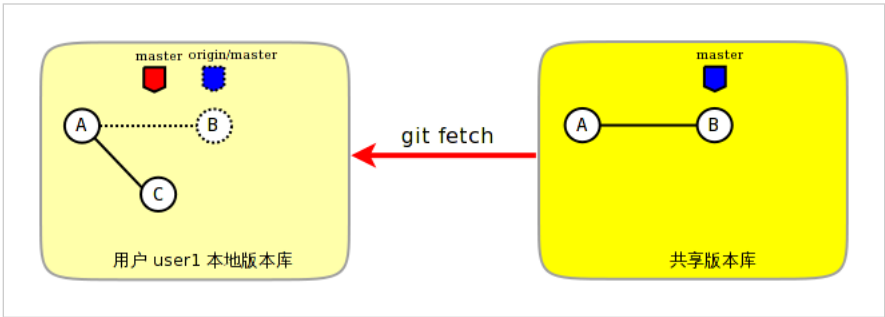 master origin/master
A
B
C
用户 user1 本地版本库
git fetch
master
A
B
共享版本库